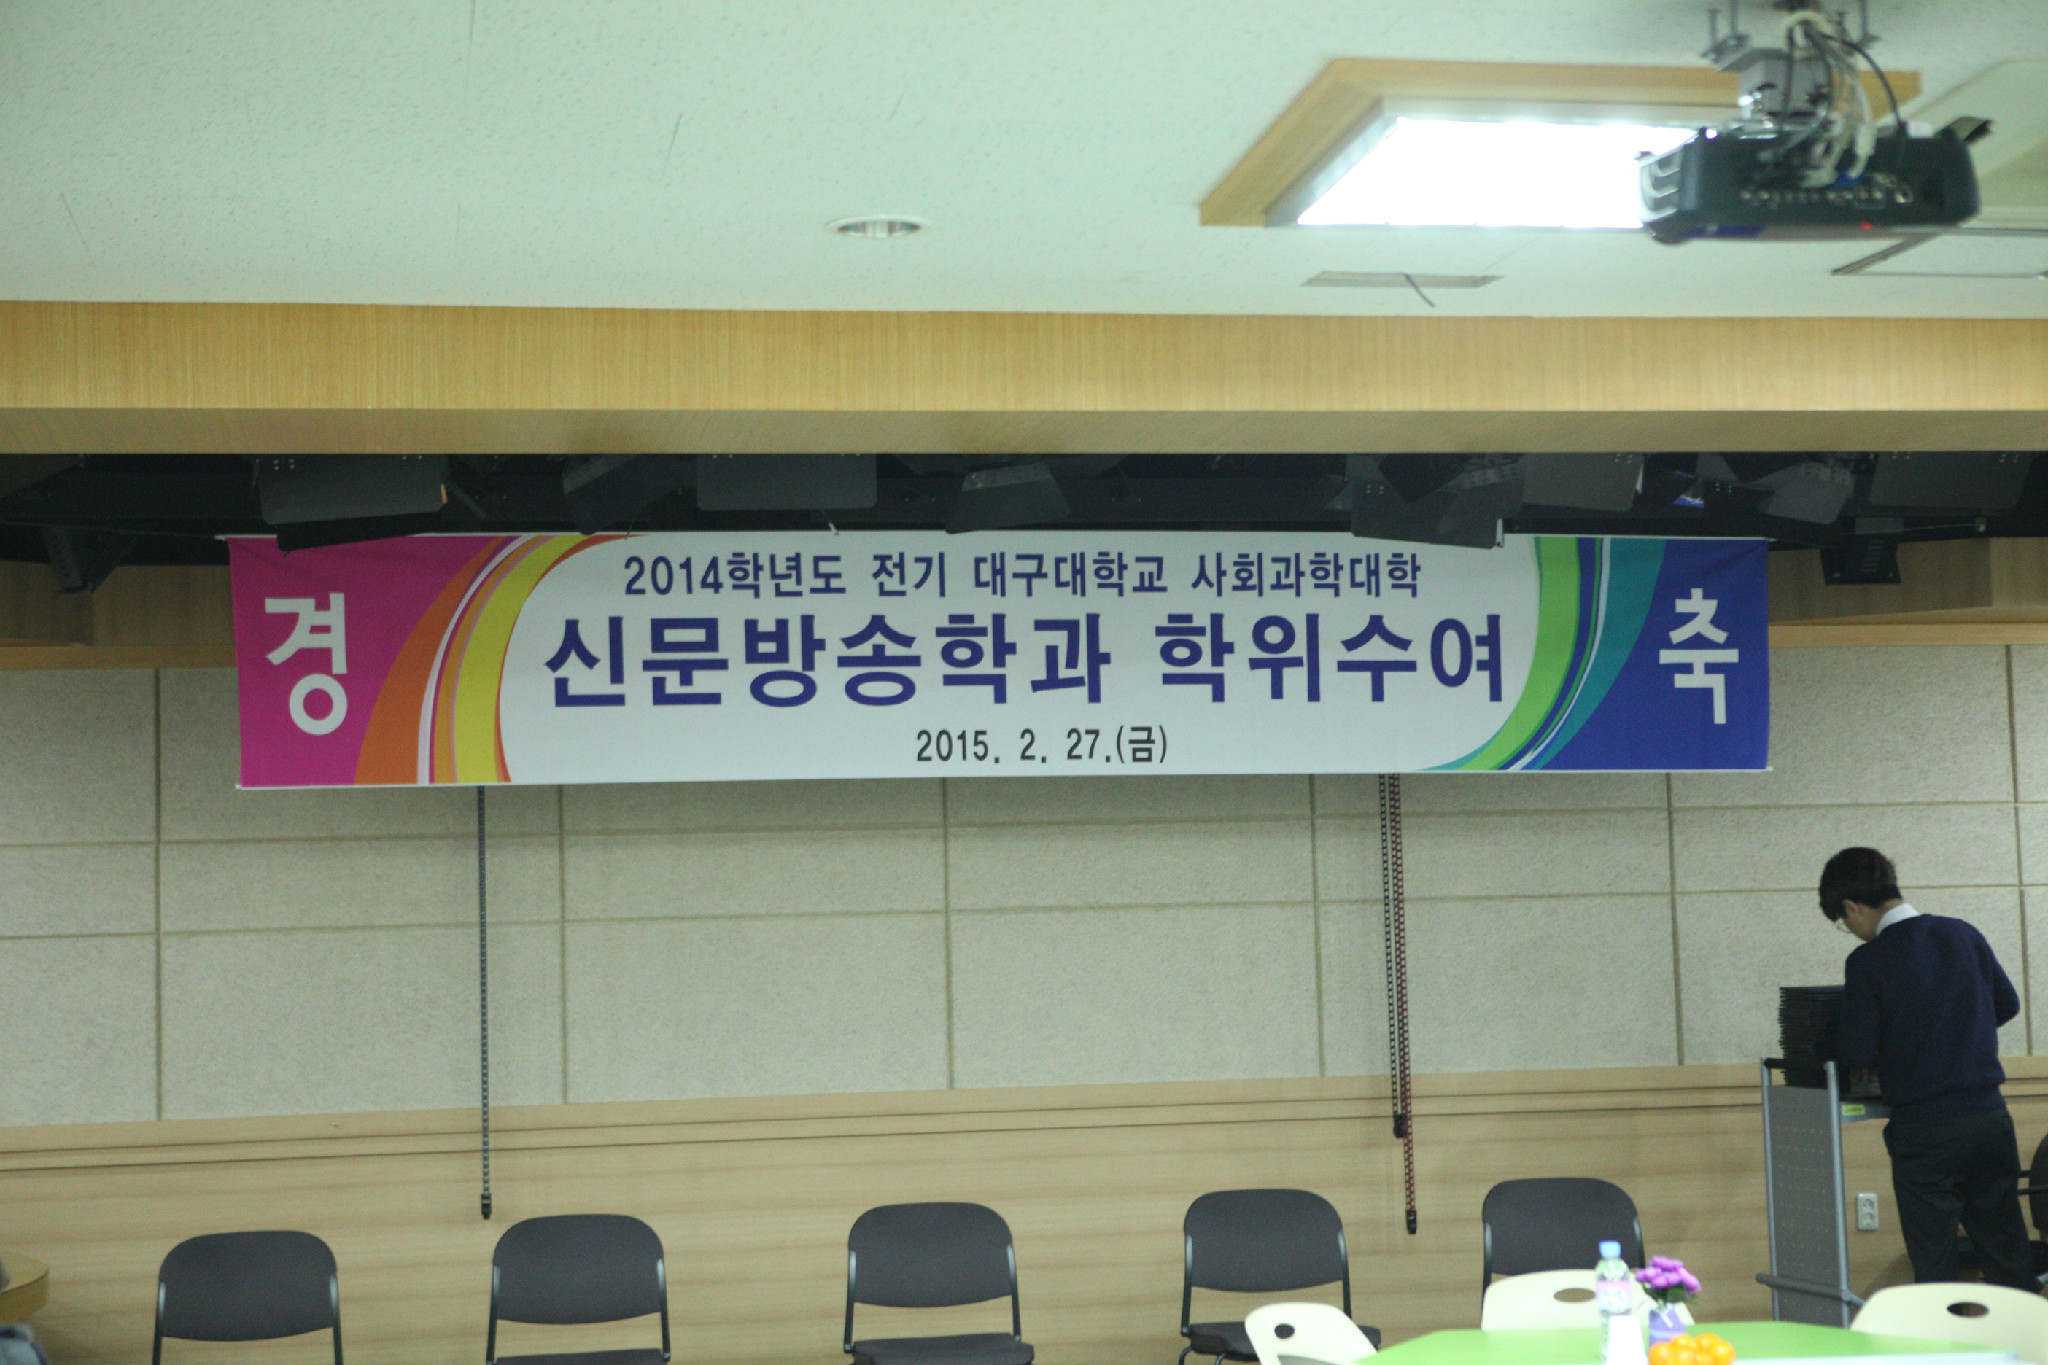 경
2014학년도 전기 대구대학교 사회과학대학
신문방송학과 학위수여
2015. 2. 27.(금)
축